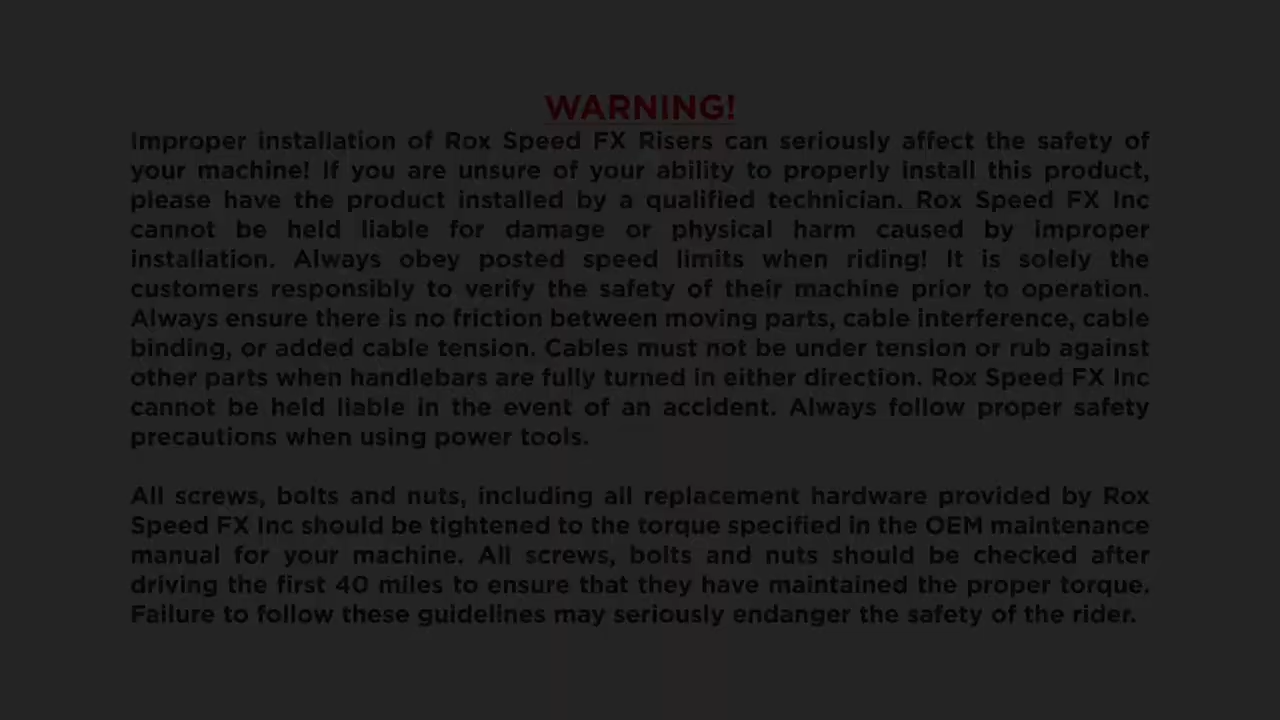 WARNING!
Improper installation of Rox Speed FX Risers can seriously affect the safety of
your machine! If you are unsure of your ability to properly install this product,
please have the product installed by a qualified technician. Rox Speed FX Inc
cannot be held liable for damage or physical harm caused by improper
installation. Always obey posted speed limits when riding! It is solely the
customers responsibly to verify the safety of their machine prior to operation.
Always ensure there is no friction between moving parts, cable interference, cable
binding, or added cable tension. Cables must not be under tension or rub against
other parts when handlebars are fully turned in either direction. Rox Speed FX Inc
cannot be held liable in the event of an accident. Always follow proper safety
precautions when using power tools.
All screws, bolts and nuts, including all replacement hardware provided by Rox
Speed FX Inc should be tightened to the torque specified in the OEM maintenance
manual for your machine. All screws, bolts and nuts should be checked after
driving the first 40 miles to ensure that they have maintained the proper torque.
Failure to follow these guidelines may seriously endanger the safety of the rider.